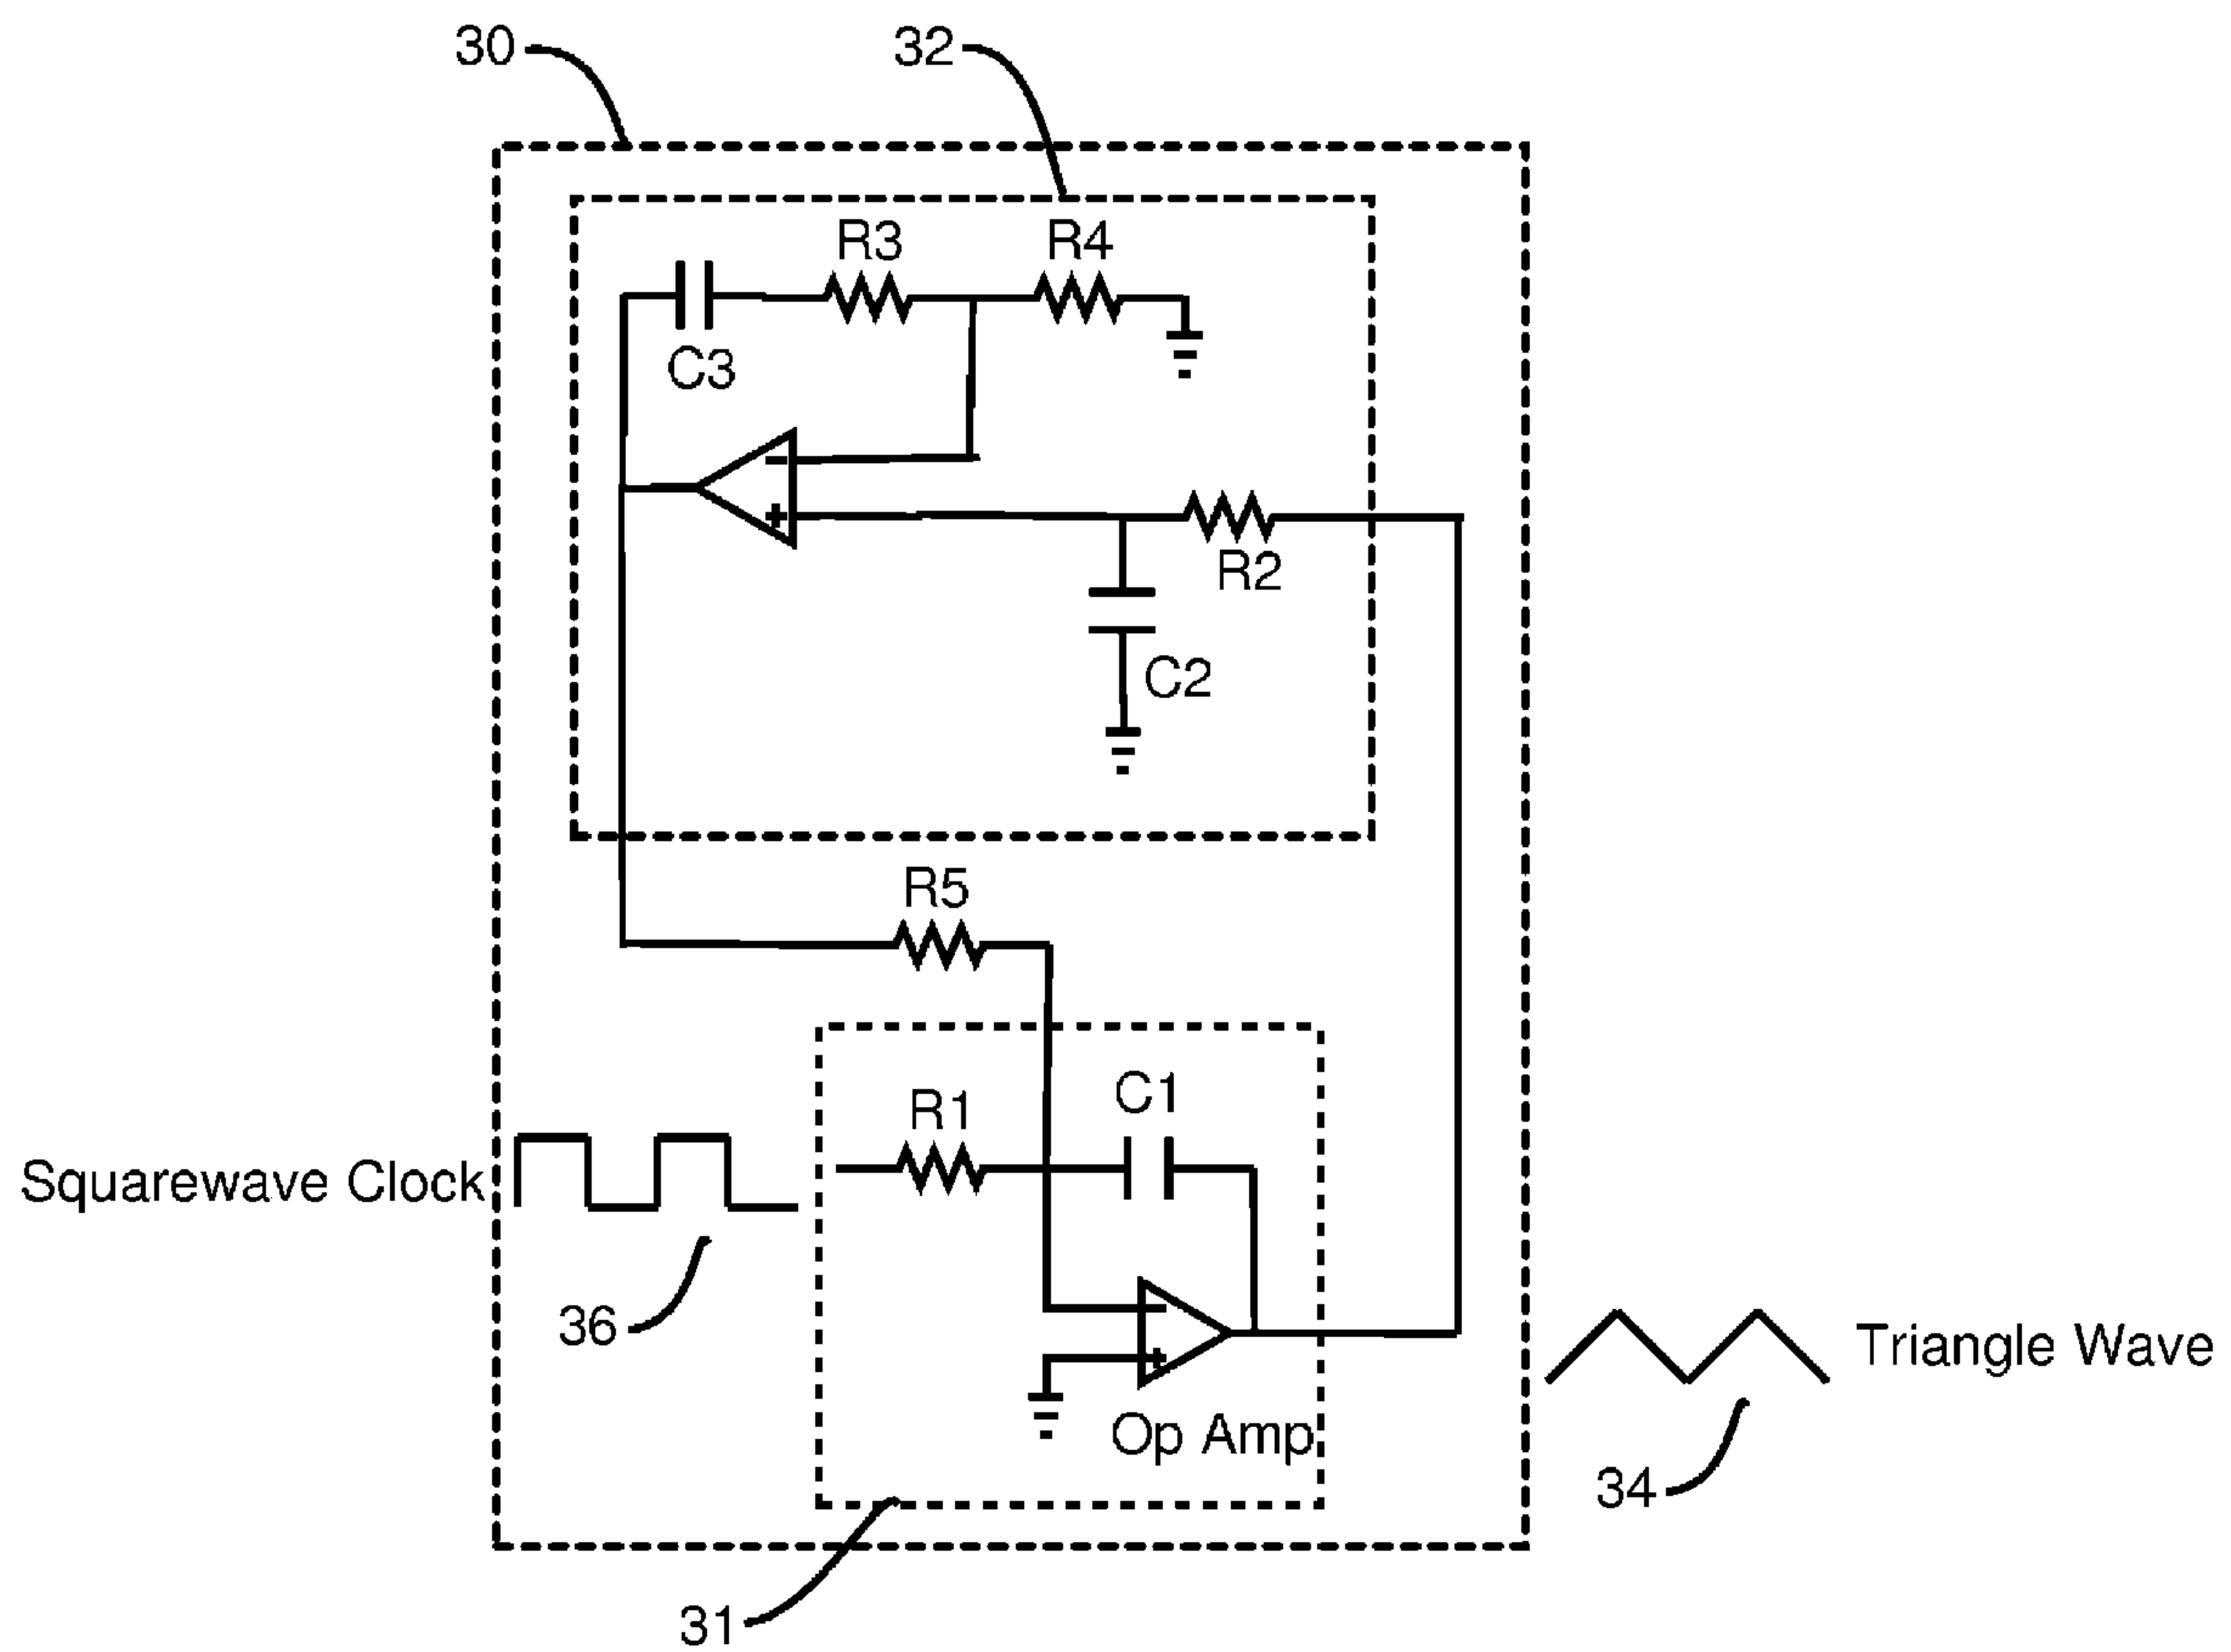 30
32
R3
R4
C3
R2
C2
R5
R1
C1
Squarewave Clock
36
Op Amp
Triangle Wave
34
31